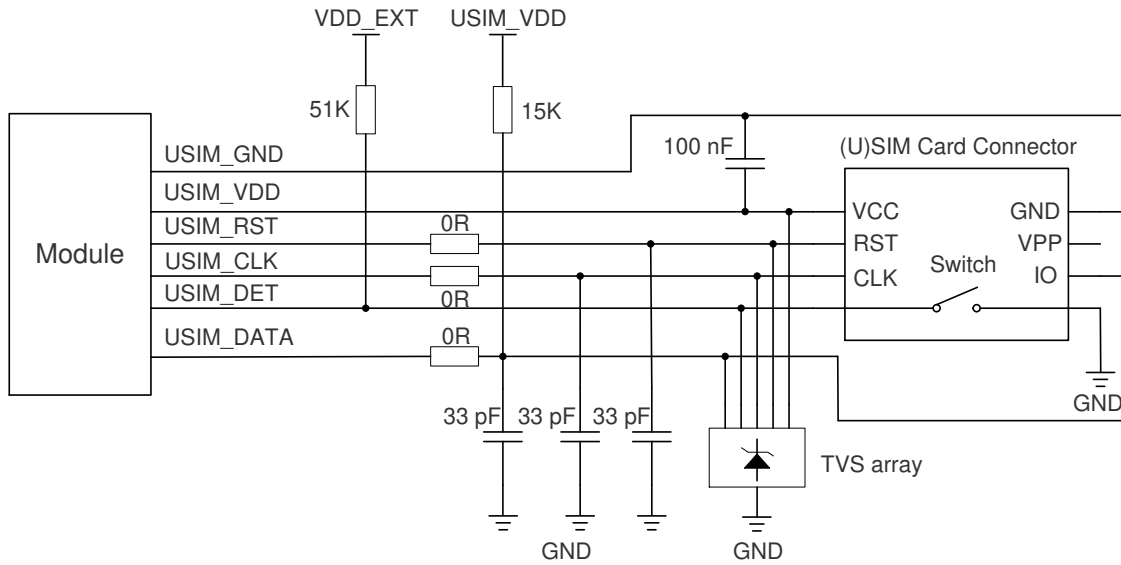 VDD_EXT
USIM_VDD
51K
15K
Module
USIM_GND
USIM_VDD
USIM_RST
USIM_CLK
USIM_DET
USIM_DATA
0R
0R
0R
100 nF
(U)SIM Card Connector
VCC
GND
RST
VPP
CLK
Switch
IO
GND
33 pF
33 pF
33 pF
TVS array
GND
GND